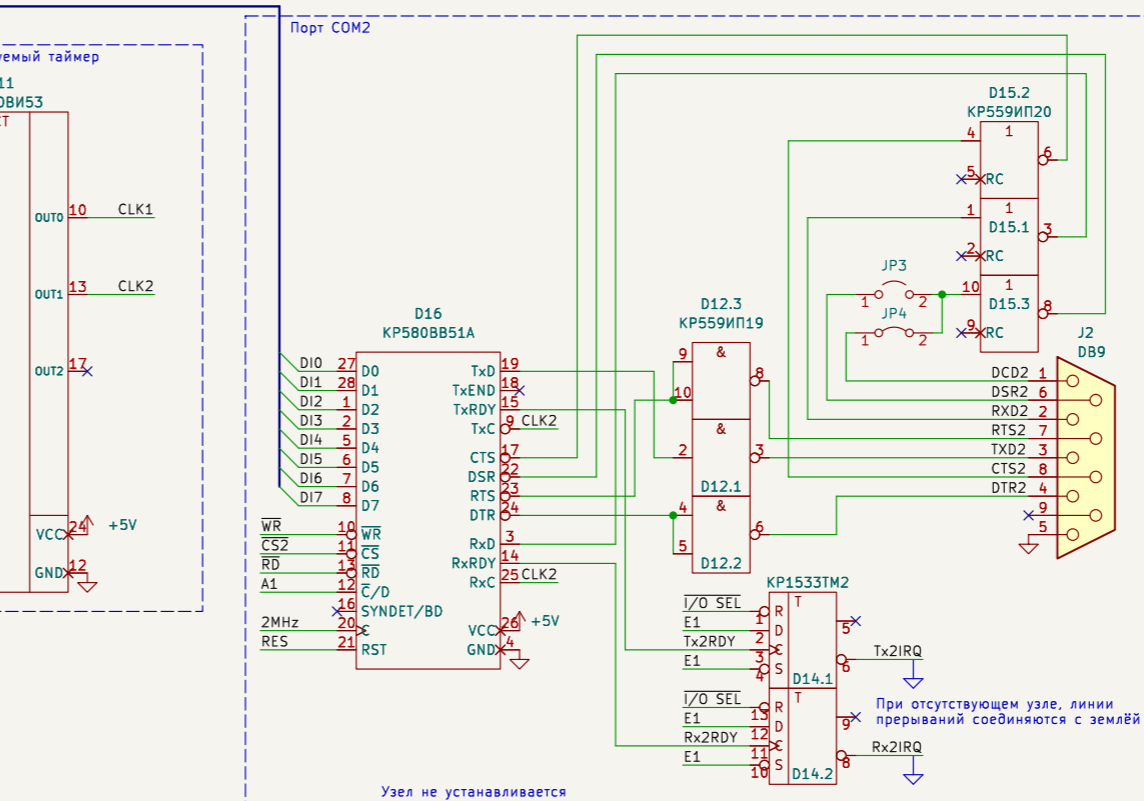 Порт COM2
уемый таймер
11
0ВИ53
CT
OUT0 10 CLK1
OUT1 13 CLK2
OUT2 17
VCC 24 +5V
GND 12
D16
КР580ВВ51А
DI0 27 D0
DI1 28 D1
DI2 1 D2
DI3 2 D3
DI4 5 D4
DI5 6 D5
DI6 7 D6
DI7 8 D7
WR 10 WR
CS2 11 CS
RD 13 RD
A1 12 C/D
16 SYNDET/BD
2MHz 20 C
RES 21 RST
TxD 19
TxEND 18
TxRDY 15
TxC 9 CLK2
CTS 17
DSR 22
RTS 23
DTR 24
RxD 3
RxRDY 14
RxC 25 CLK2
VCC 26 +5V
GND 4
D12.3
КР559ИП19
9 & 8
10
& 3
2
D12.1
4 & 6
5
D12.2
D15.2
КР559ИП20
4 1 6
5 RC
1 1 3
D15.1
2 RC
10 1 8
D15.3
9 RC
JP3
1 2
JP4
1 2
J2
DB9
DCD2 1
DSR2 6
RXD2 2
RTS2 7
TXD2 3
CTS2 8
DTR2 4
9
5
КР1533ТМ2
I/O SEL R T
1
E1 D 5
2
Tx2RDY C
3 Tx2IRQ
E1 S 6
4 D14.1
I/O SEL R T
13
E1 D 9
12
Rx2RDY C
11 Rx2IRQ
E1 S 8
10 D14.2
При отсутствующем узле, линии
прерываний соединяются с землёй
Узел не устанавливается